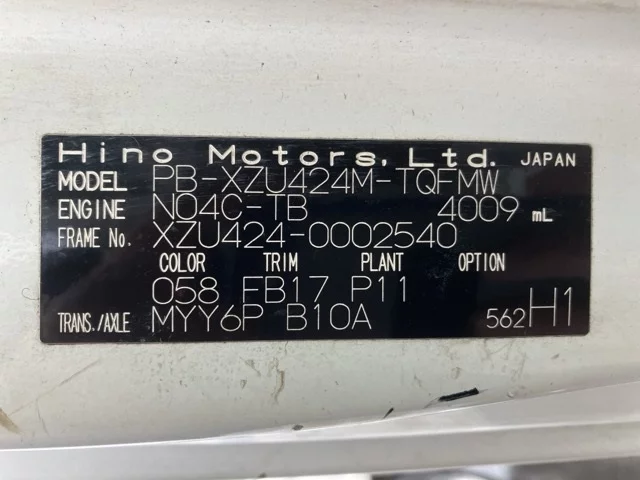 Hino Motors, Ltd. JAPAN
MODEL PB-XZU424M-TQFMW
ENGINE N04C-TB 4009 mL
FRAME No. XZU424-0002540
COLOR TRIM PLANT OPTION
058 FB17 P11
TRANS./AXLE MYY6P B10A 562H1